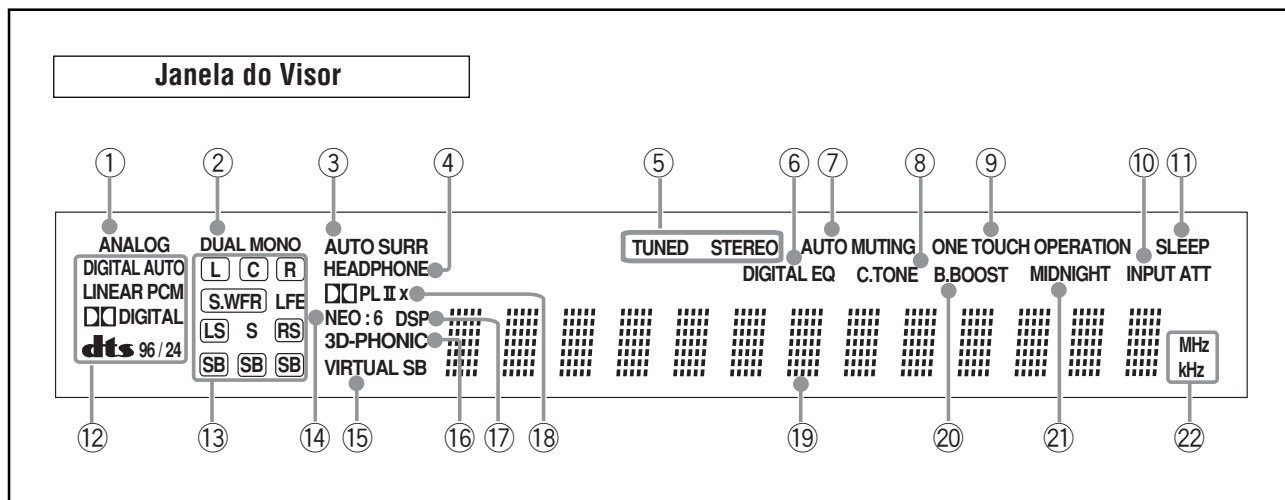 Janela do Visor
① ② ③ ④ ⑤ ⑥ ⑦ ⑧ ⑨ ⑩ ⑪
ANALOG DUAL MONO AUTO SURR TUNED STEREO AUTO MUTING ONE TOUCH OPERATION SLEEP
DIGITAL AUTO L C R HEADPHONE DIGITAL EQ C.TONE B.BOOST MIDNIGHT INPUT ATT
LINEAR PCM S.WFR LFE PL II x
DIGITAL LS S RS NEO : 6 DSP
dts 96 / 24 SB SB SB 3D-PHONIC MHz
VIRTUAL SB kHz
⑫ ⑬ ⑭ ⑮ ⑯ ⑰ ⑱ ⑲ ⑳ ㉑ ㉒